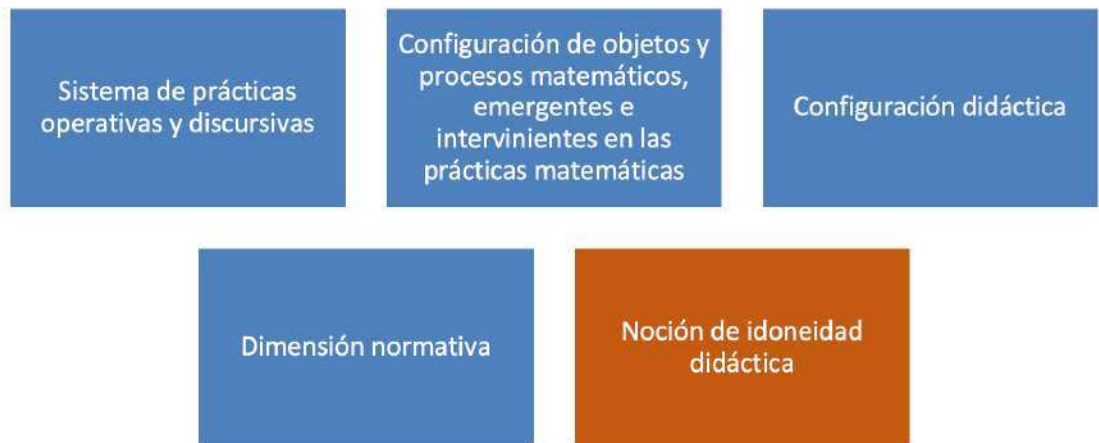 Sistema de prácticas
operativas y discursivas
Configuración de objetos y
procesos matemáticos,
emergentes e
intervinientes en las
prácticas matemáticas
Configuración didáctica
Dimensión normativa
Noción de idoneidad
didáctica